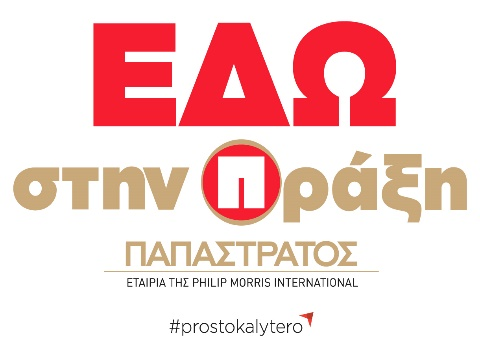 ΕΔΩ
στην Πράξη
ΠΑΠΑΣΤΡΑΤΟΣ
ΕΤΑΙΡΙΑ ΤΗΣ PHILIP MORRIS INTERNATIONAL
#prostokalytero